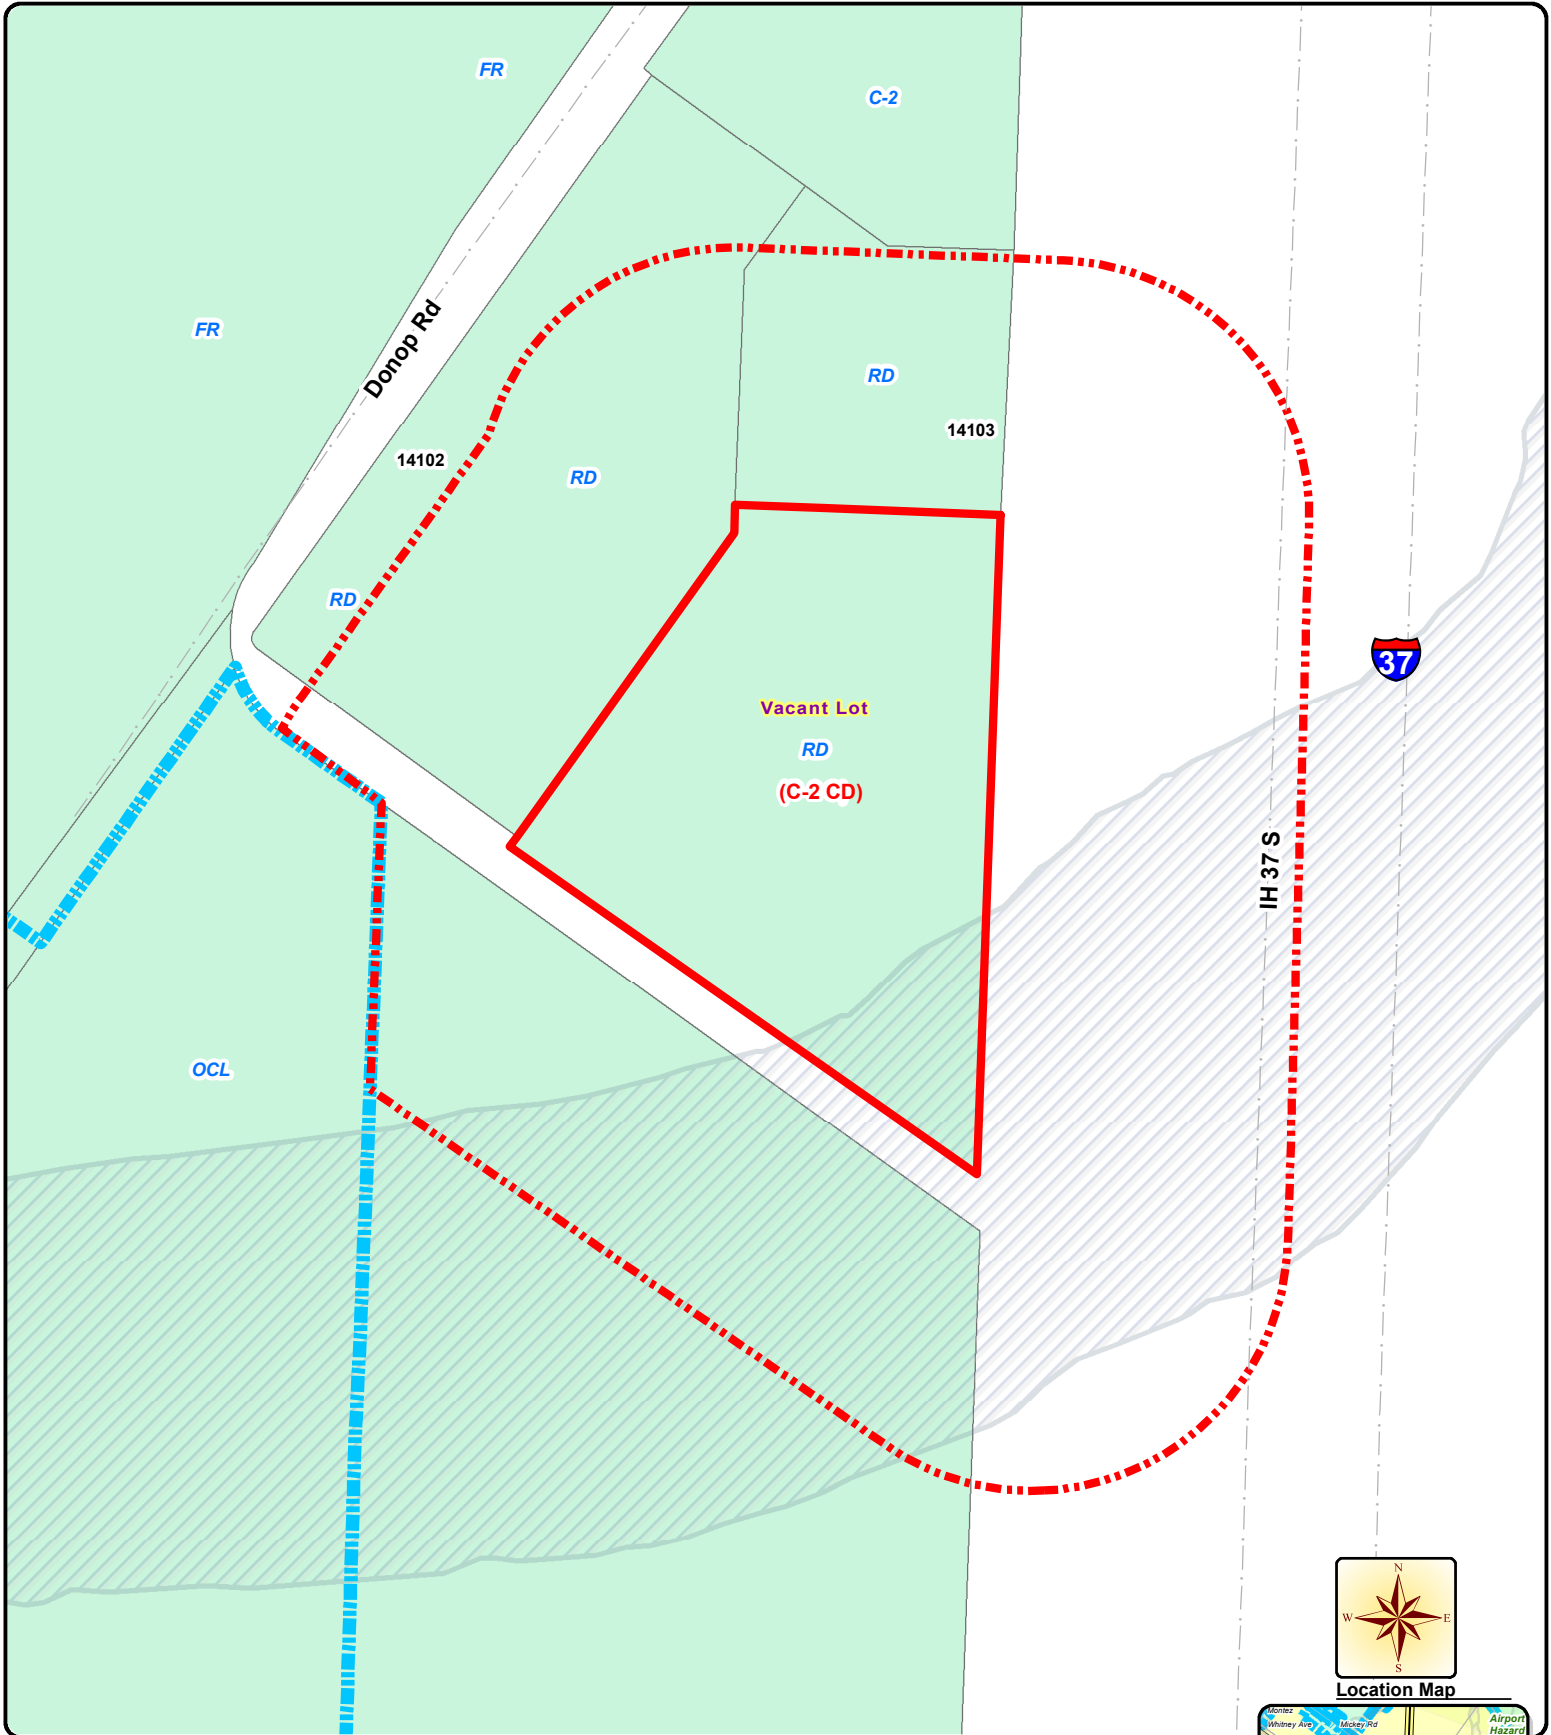 FR
C-2
FR
Donop Rd
RD
14103
14102
RD
RD
37
Vacant Lot
RD
(C-2 CD)
IH 37 S
OCL
N
W
E
S
Location Map
Montez
Whitney Ave
Mickey Rd
Airport
Hazard